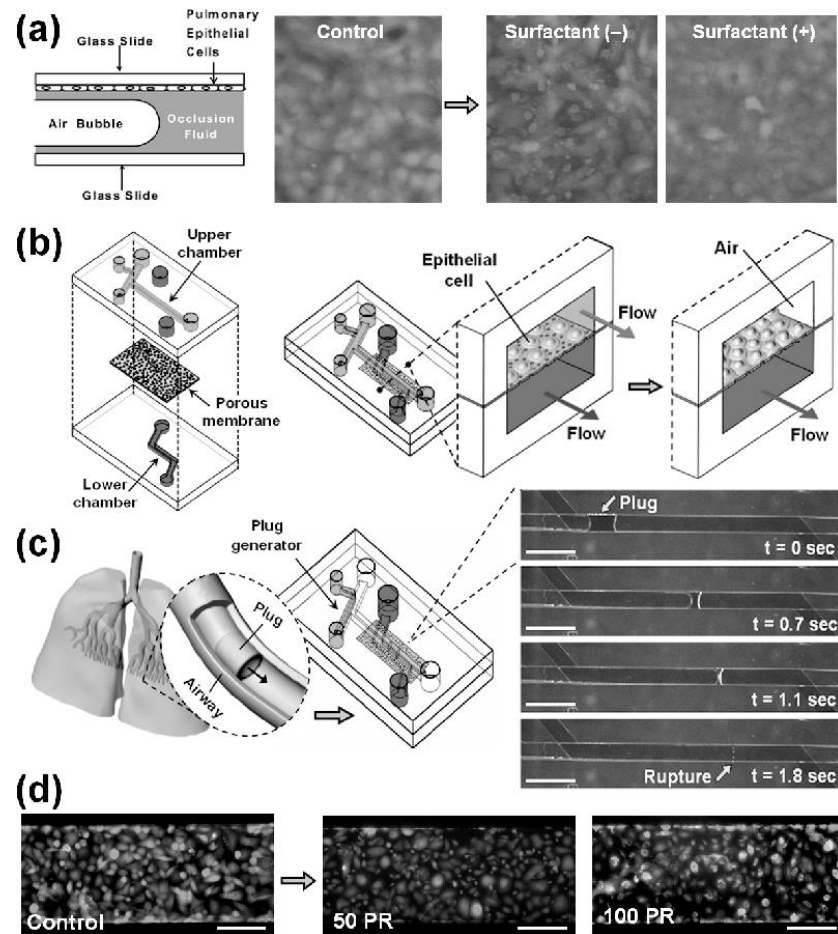 (a)
Pulmonary
Epithelial
Cells
Glass Slide
Air Bubble
Occlusion
Fluid
Glass Slide
Control
Surfactant (–)
Surfactant (+)
(b)
Upper
chamber
Porous
membrane
Lower
chamber
Epithelial
cell
Flow
Flow
Air
Flow
(c)
Plug
Airway
Plug
generator
Plug
t = 0 sec
t = 0.7 sec
t = 1.1 sec
Rupture
t = 1.8 sec
(d)
Control
50 PR
100 PR